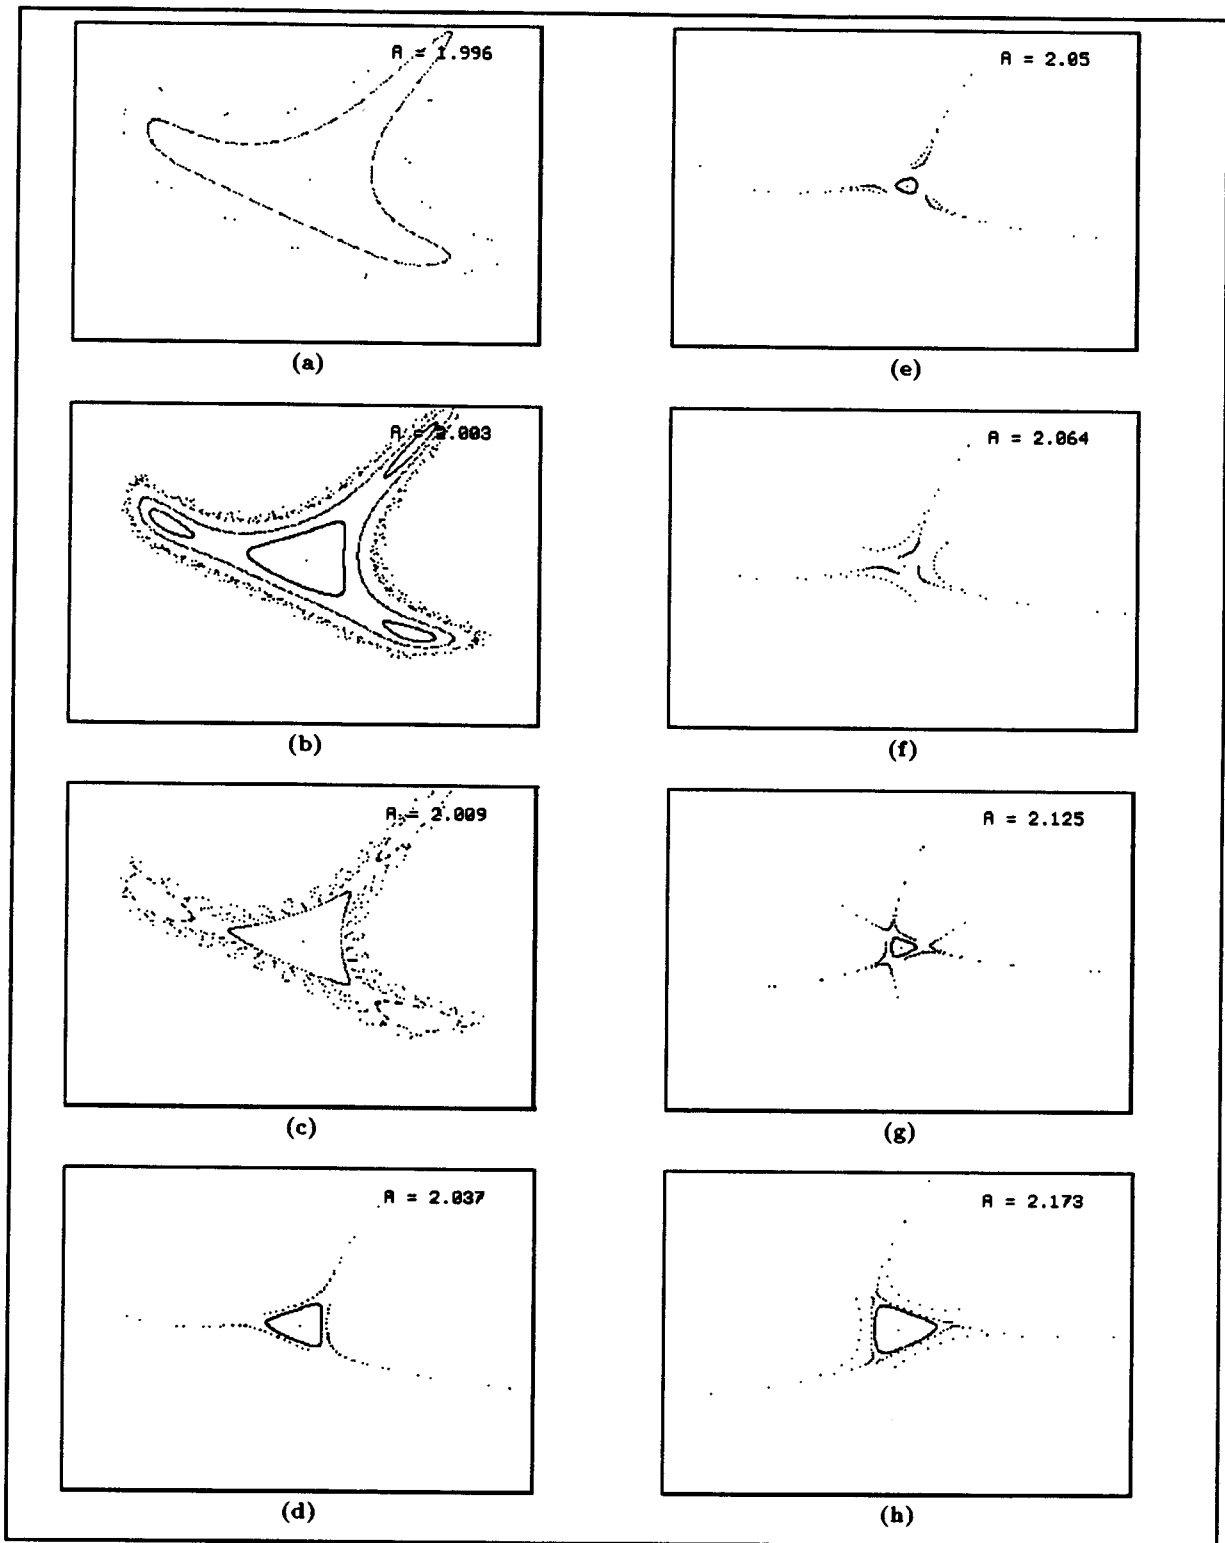 A = 1.996
(a)
A = 2.003
(b)
A = 2.009
(c)
A = 2.037
(d)
A = 2.05
(e)
A = 2.064
(f)
A = 2.125
(g)
A = 2.173
(h)